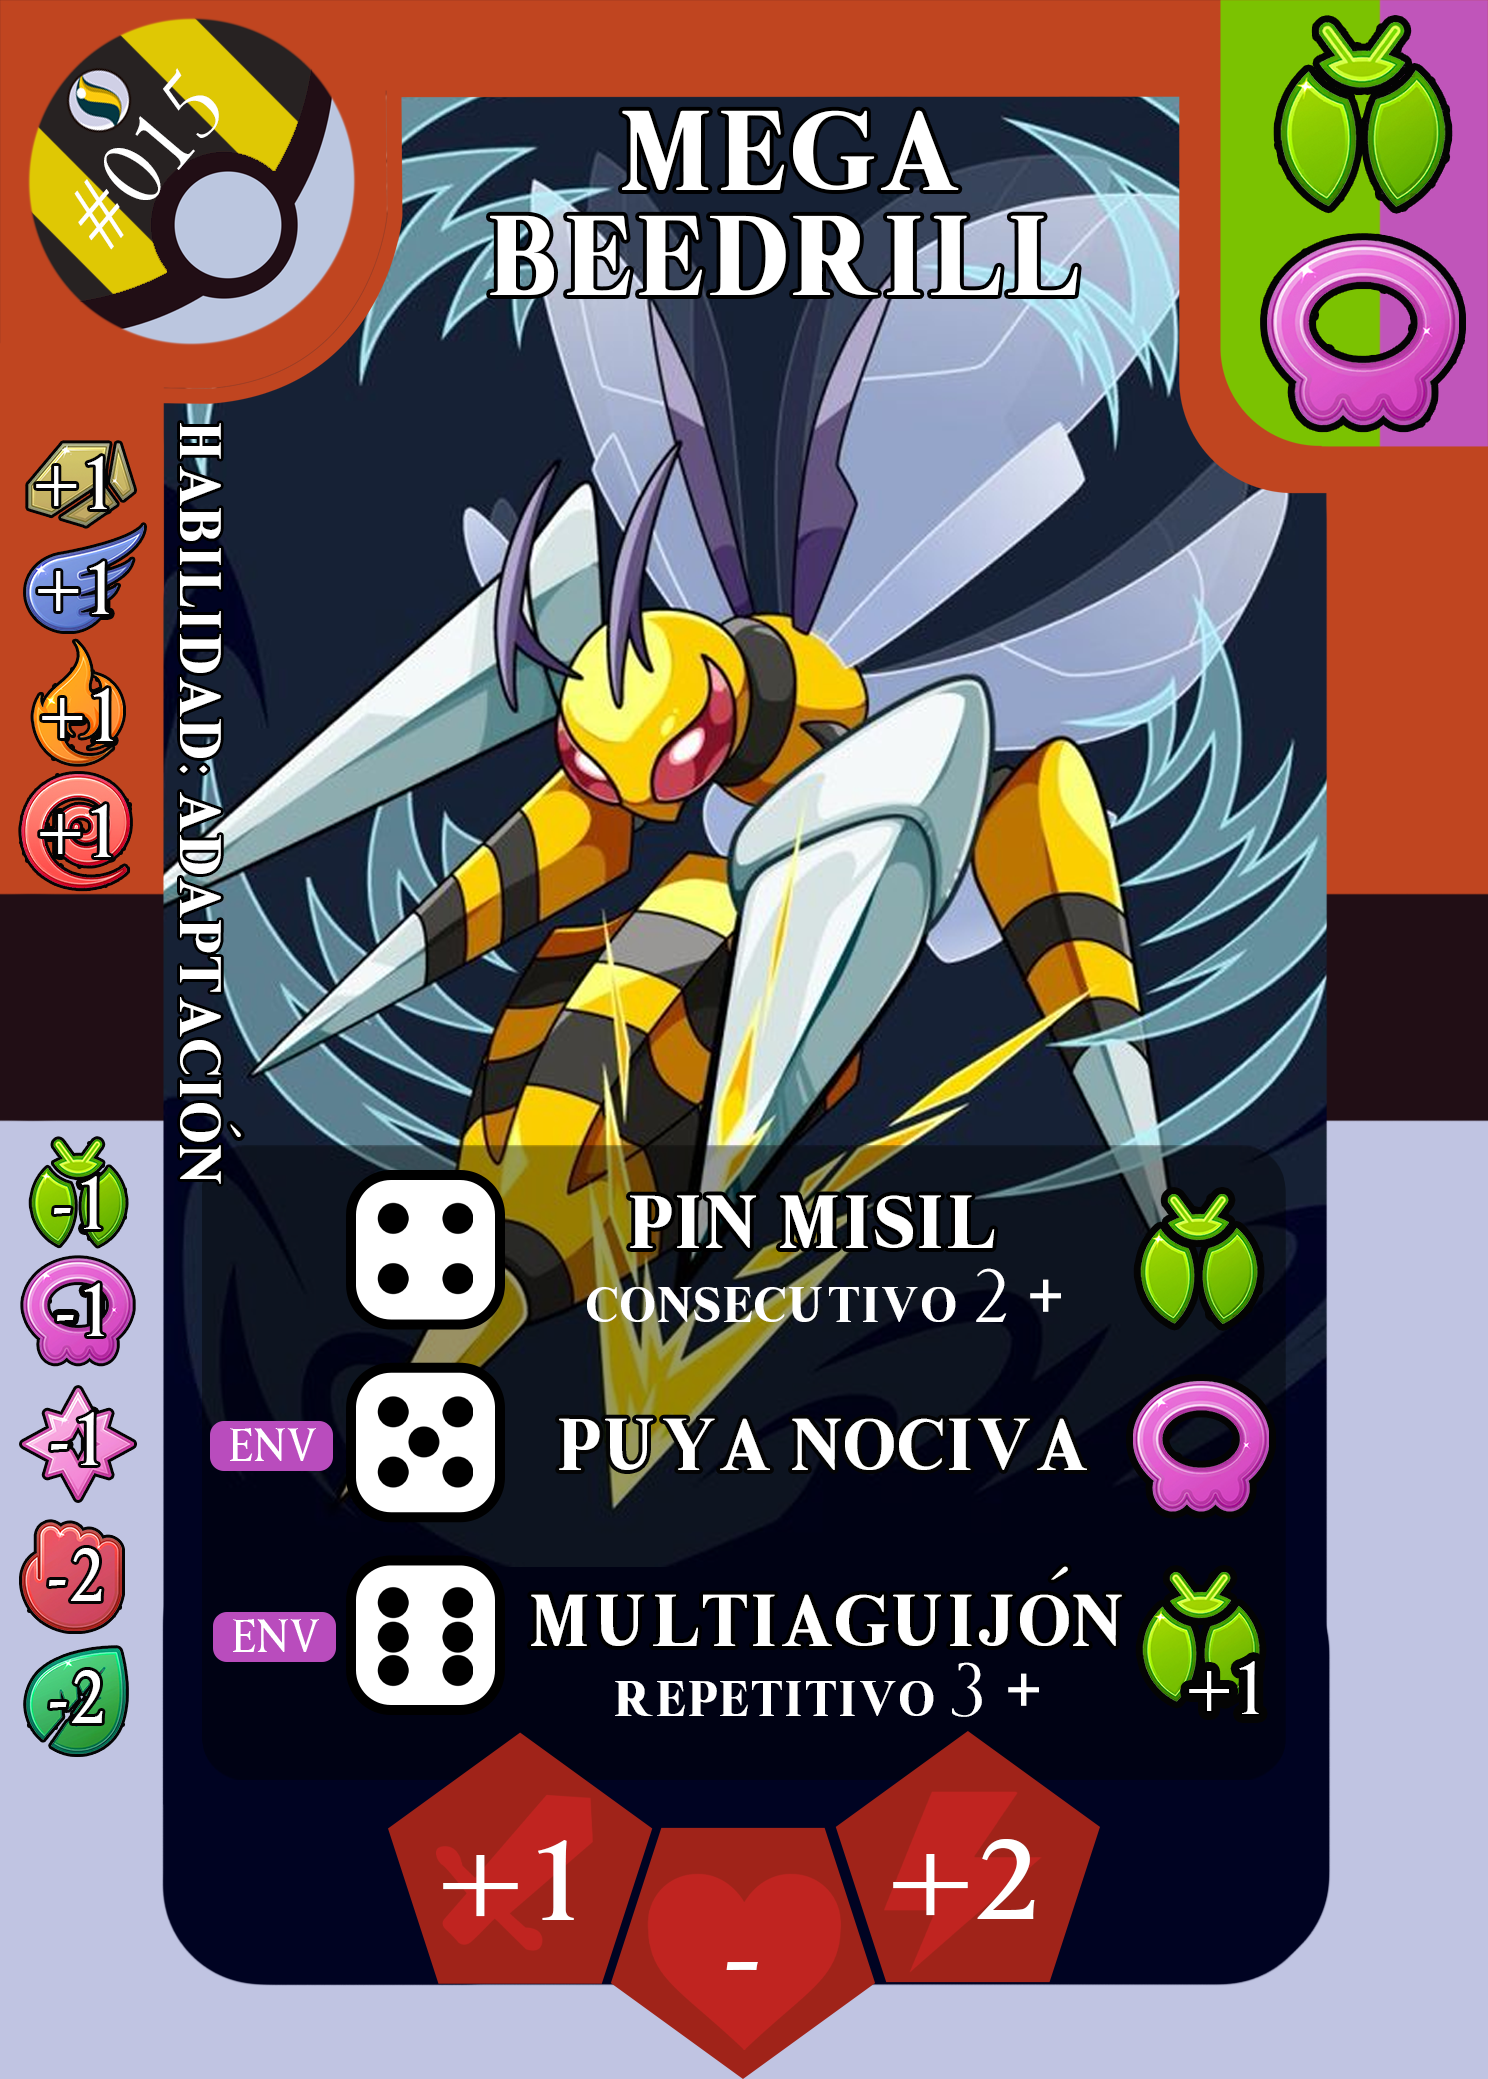 #015
MEGA
BEEDRILL
+1
+1
+1
+1
HABILIDAD: ADAPTACIÓN
-1
-1
-1
-2
-2
PIN MISIL
CONSECUTIVO 2 +
ENV
PUYA NOCIVA
ENV
MULTIAGUIJÓN
REPETITIVO 3 +
+1
+1
-
+2